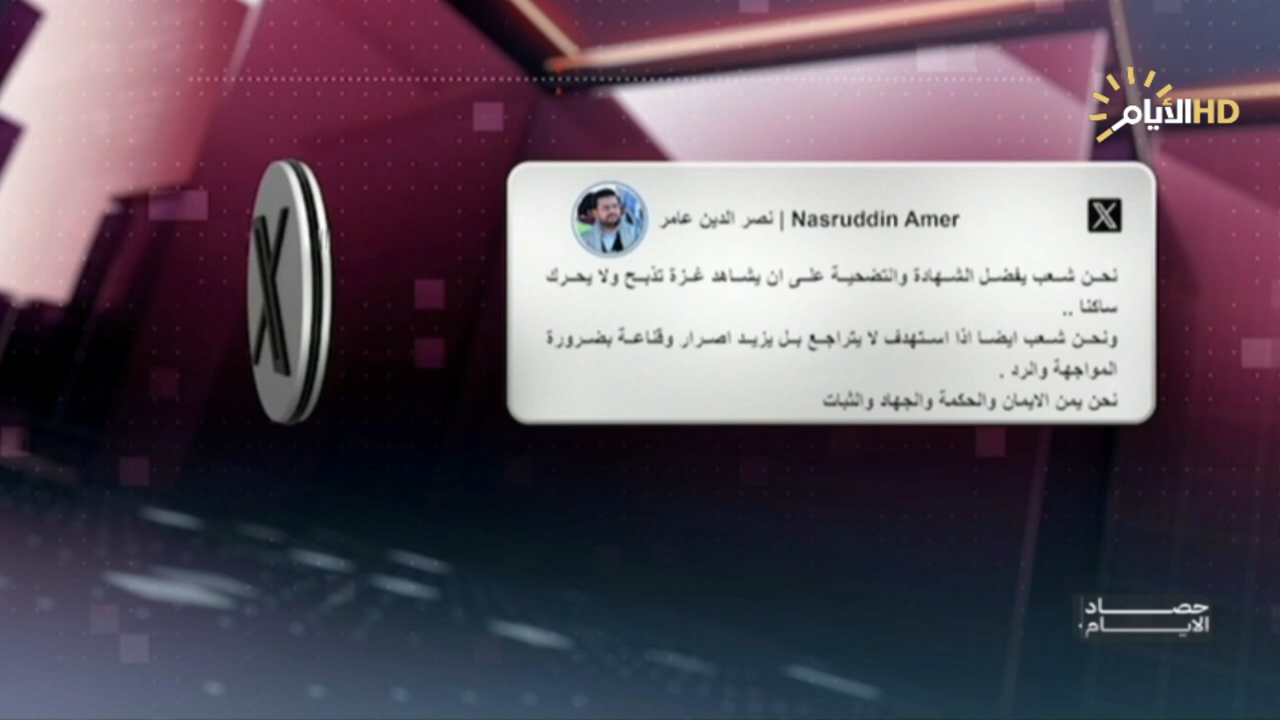 الأيام HD
نصر الدين عامر | Nasruddin Amer
نحن شعب يفضل الشهادة والتضحية على ان يشاهد غزة تذبح ولا يحرك
ساكنا ..
ونحن شعب ايضا اذا استهدف لا يتراجع بل يزيد اصرار وقناعة بضرورة
المواجهة والرد .
نحن يمن الايمان والحكمة والجهاد والثبات
حصاد
الايام